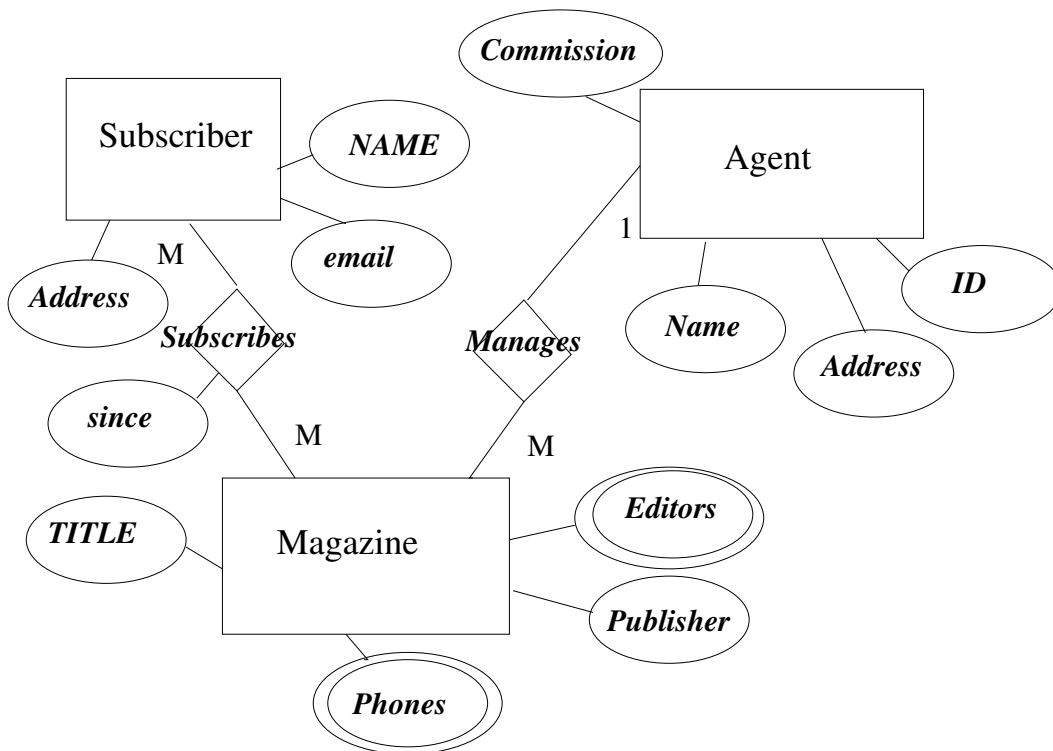 Commission
Subscriber
NAME
Agent
1
M
email
Address
ID
Name
Subscribes
Manages
Address
since
M
M
Editors
TITLE
Magazine
Publisher
Phones